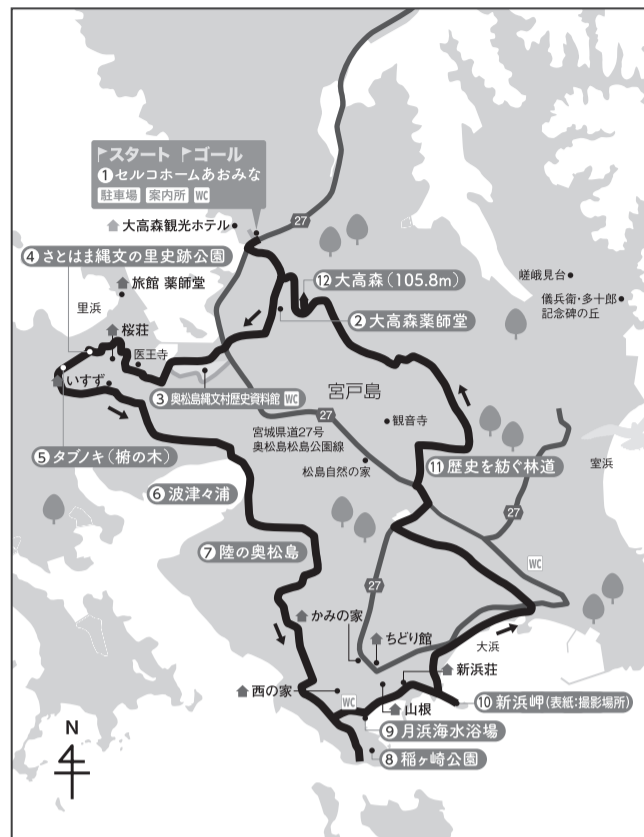 スタート ゴール
①セルコホームあおみな
駐車場 案内所 WC
27
大高森観光ホテル
④さとはま縄文の里史跡公園
旅館 薬師堂
里浜
桜荘
医王寺
いすず
⑫大高森（105.8m）
②大高森薬師堂
嵯峨見台
儀兵衛・多十郎
記念碑の丘
③奥松島縄文村歴史資料館 WC
宮戸島
観音寺
27
宮城県道27号
奥松島松島公園線
松島自然の家
⑤タブノキ（椨の木）
⑥波津々浦
⑪歴史を紡ぐ林道
室浜
27
⑦陸の奥松島
WC
27
かみの家
ちどり館
大浜
新浜荘
西の家
WC
山根
⑩新浜岬（表紙：撮影場所）
⑨月浜海水浴場
⑧稲ヶ崎公園
N